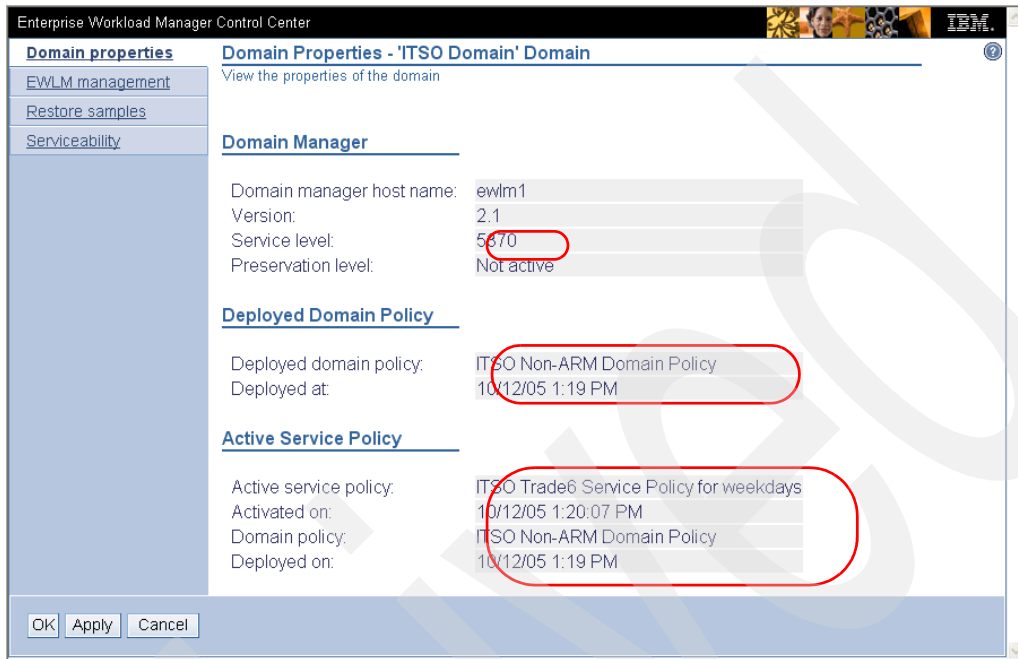 Enterprise Workload Manager Control Center
IBM.
Domain properties
EWLM management
Restore samples
Serviceability
Domain Properties - 'ITSO Domain' Domain
?
View the properties of the domain
Domain Manager
Domain manager host name: ewlm1
Version: 2.1
Service level: 5370
Preservation level: Not active
Deployed Domain Policy
Deployed domain policy: ITSO Non-ARM Domain Policy
Deployed at: 10/12/05 1:19 PM
Active Service Policy
Active service policy: ITSO Trade6 Service Policy for weekdays
Activated on: 10/12/05 1:20:07 PM
Domain policy: ITSO Non-ARM Domain Policy
Deployed on: 10/12/05 1:19 PM
OK Apply Cancel